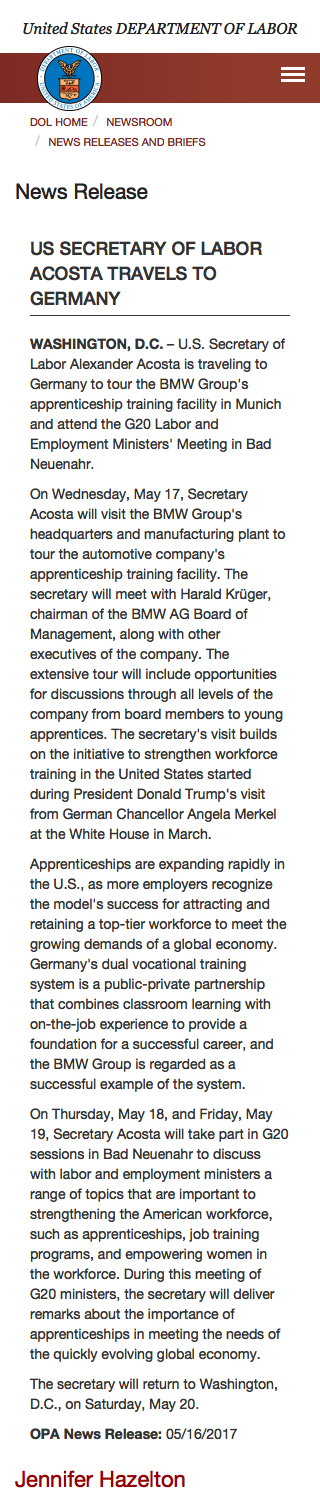 United States DEPARTMENT OF LABOR
DEPARTMENT OF LABOR
UNITED STATES OF AMERICA
DOL HOME / NEWSROOM
/ NEWS RELEASES AND BRIEFS
News Release
US SECRETARY OF LABOR
ACOSTA TRAVELS TO
GERMANY
WASHINGTON, D.C. – U.S. Secretary of
Labor Alexander Acosta is traveling to
Germany to tour the BMW Group's
apprenticeship training facility in Munich
and attend the G20 Labor and
Employment Ministers' Meeting in Bad
Neuenahr.
On Wednesday, May 17, Secretary
Acosta will visit the BMW Group's
headquarters and manufacturing plant to
tour the automotive company's
apprenticeship training facility. The
secretary will meet with Harald Krüger,
chairman of the BMW AG Board of
Management, along with other
executives of the company. The
extensive tour will include opportunities
for discussions through all levels of the
company from board members to young
apprentices. The secretary's visit builds
on the initiative to strengthen workforce
training in the United States started
during President Donald Trump's visit
from German Chancellor Angela Merkel
at the White House in March.
Apprenticeships are expanding rapidly in
the U.S., as more employers recognize
the model's success for attracting and
retaining a top-tier workforce to meet the
growing demands of a global economy.
Germany's dual vocational training
system is a public-private partnership
that combines classroom learning with
on-the-job experience to provide a
foundation for a successful career, and
the BMW Group is regarded as a
successful example of the system.
On Thursday, May 18, and Friday, May
19, Secretary Acosta will take part in G20
sessions in Bad Neuenahr to discuss
with labor and employment ministers a
range of topics that are important to
strengthening the American workforce,
such as apprenticeships, job training
programs, and empowering women in
the workforce. During this meeting of
G20 ministers, the secretary will deliver
remarks about the importance of
apprenticeships in meeting the needs of
the quickly evolving global economy.
The secretary will return to Washington,
D.C., on Saturday, May 20.
OPA News Release: 05/16/2017
Jennifer Hazelton